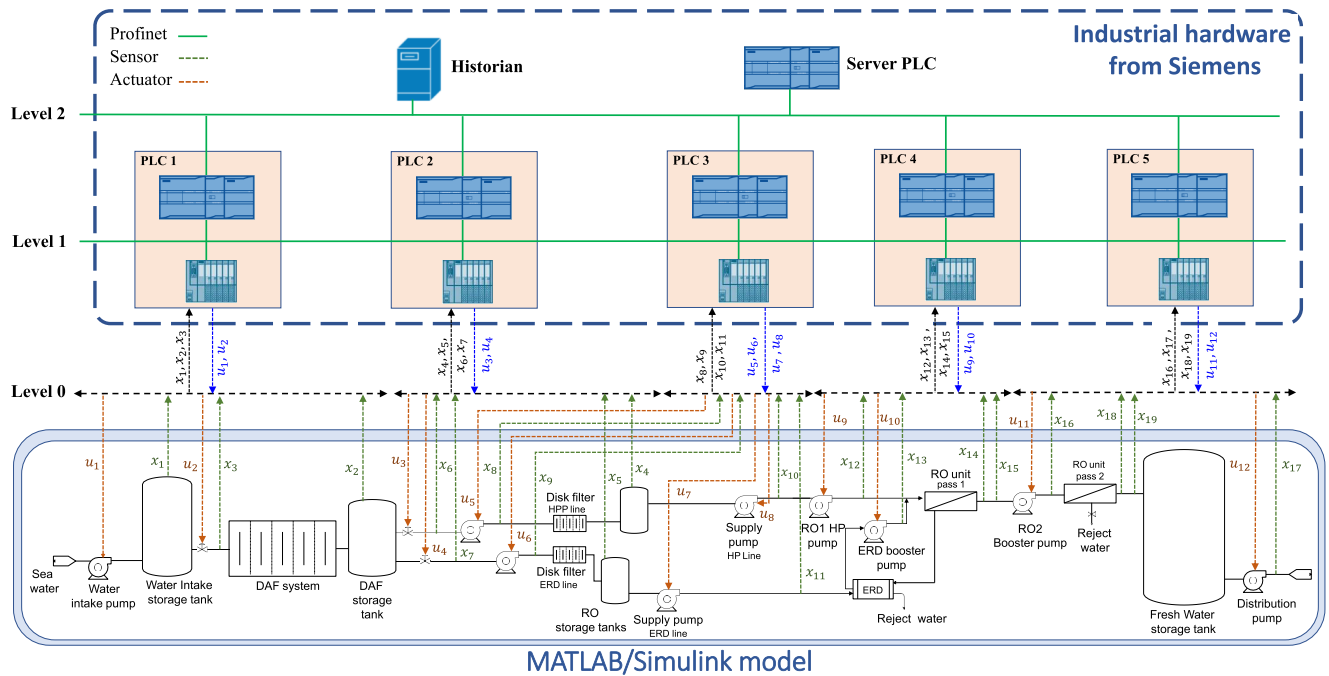 Profinet
Sensor
Actuator
Historian
Server PLC
Industrial hardware
from Siemens
Level 2
PLC 1
PLC 2
PLC 3
PLC 4
PLC 5
Level 1
x₁, x₂, x₃
u₁, u₂
x₄, x₅,
x₆, x₇
u₃, u₄
x₈, x₉
x₁₀, x₁₁
u₅, u₆,
u₇, u₈
x₁₂, x₁₃,
x₁₄, x₁₅
u₉, u₁₀
x₁₆, x₁₇,
x₁₈, x₁₉
u₁₁, u₁₂
Level 0
u₁
x₁
u₂
x₃
x₂
u₃
x₆
x₈
u₄
x₇
u₅
u₆
x₉
x₅
x₄
u₇
u₈
x₁₀
x₁₁
u₉
x₁₂
u₁₀
x₁₃
x₁₄
x₁₅
u₁₁
x₁₆
x₁₈
x₁₉
u₁₂
x₁₇
Sea
water
Water
intake pump
Water Intake
storage tank
DAF system
DAF
storage
tank
Disk filter
HPP line
Disk filter
ERD line
RO
storage tanks
Supply
pump
HP Line
Supply pump
ERD line
RO1 HP
pump
ERD booster
pump
ERD
Reject water
RO unit
pass 1
RO2
Booster pump
RO unit
pass 2
Reject
water
Fresh Water
storage tank
Distribution
pump
MATLAB/Simulink model